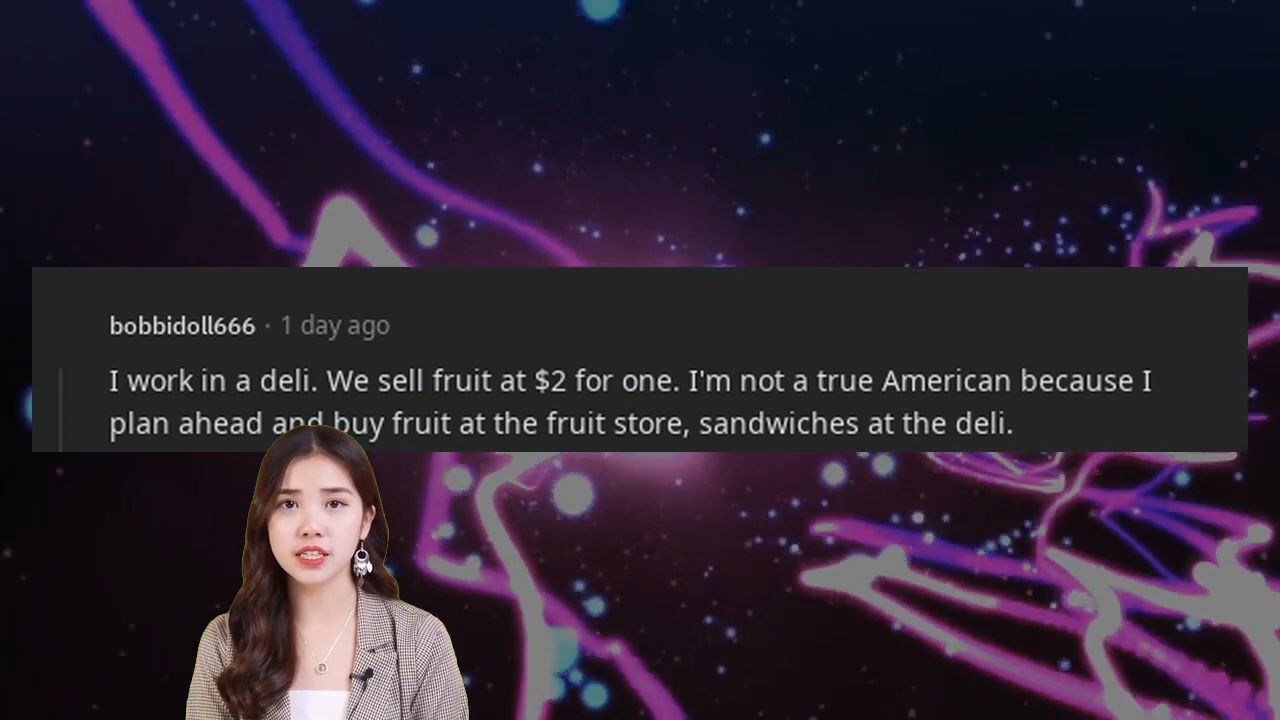 bobbidoll666 · 1 day ago
I work in a deli. We sell fruit at $2 for one. I'm not a true American because I
plan ahead and buy fruit at the fruit store, sandwiches at the deli.